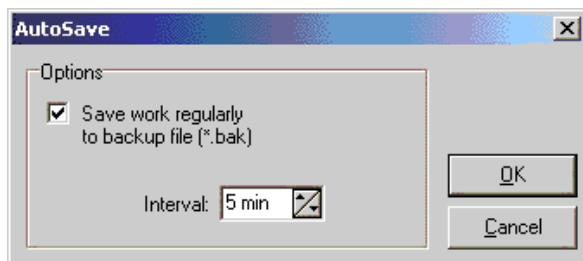 AutoSave
Options
Save work regularly
to backup file (*.bak)
Interval: 5 min
OK
Cancel